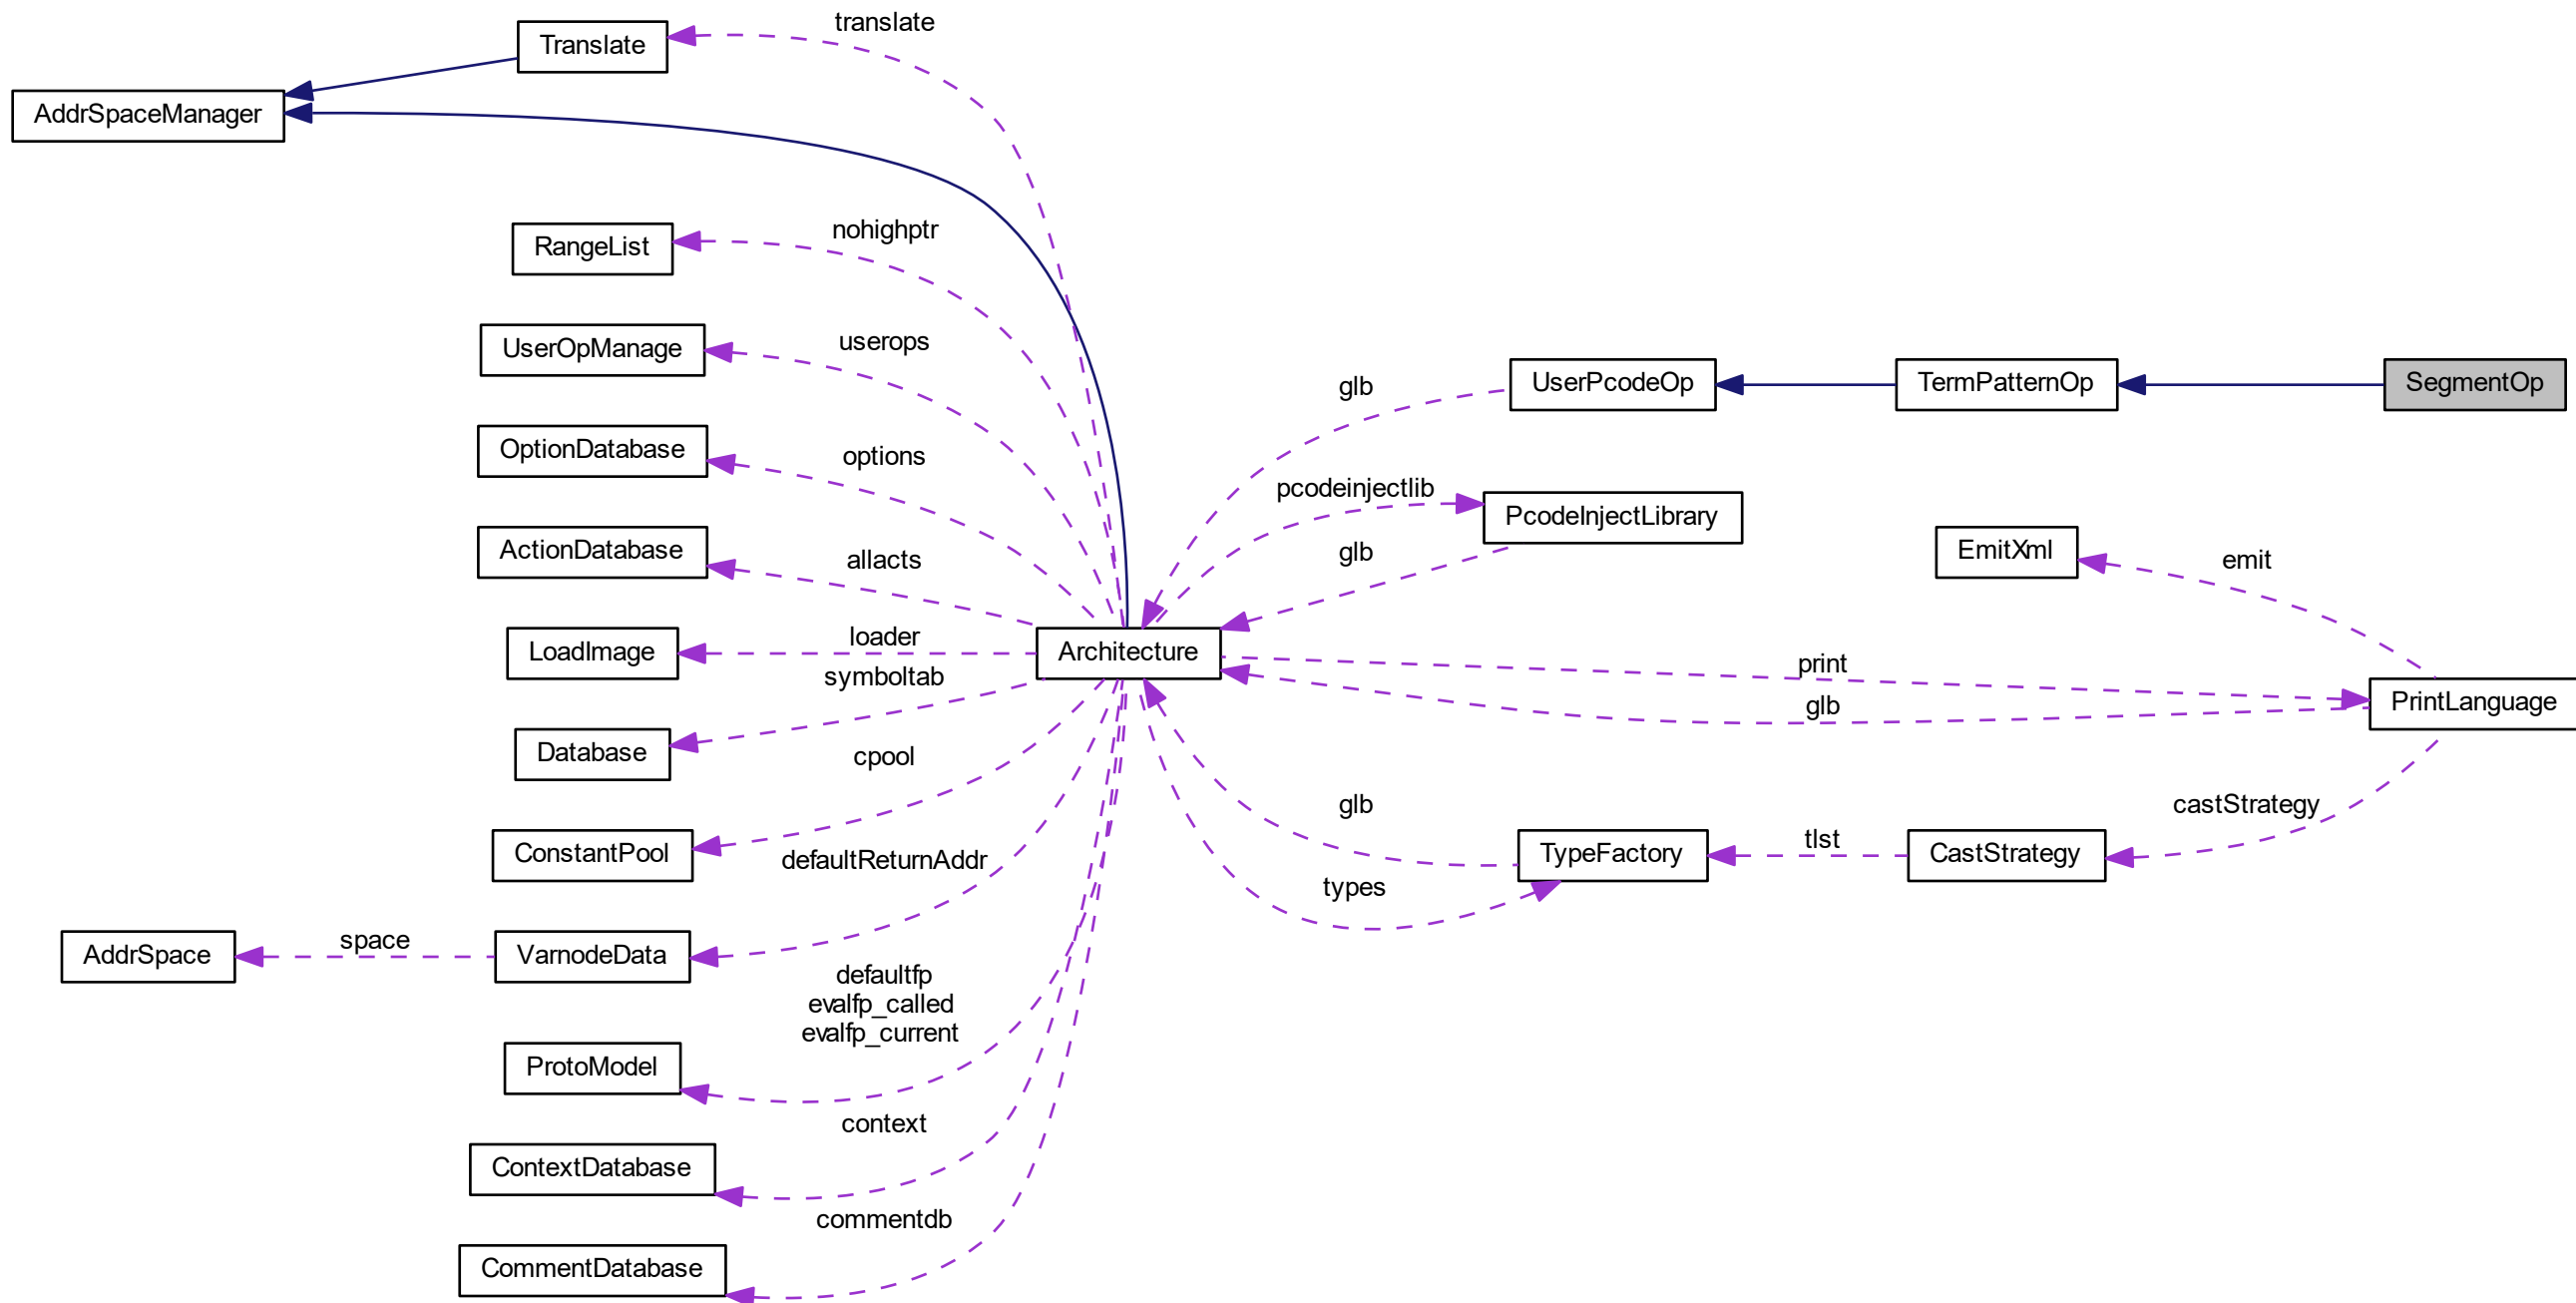 translate
Translate
AddrSpaceManager
nohighptr
RangeList
userops
UserOpManage
glb
UserPcodeOp
TermPatternOp
SegmentOp
options
OptionDatabase
pcodeinjectlib
PcodeInjectLibrary
allacts
ActionDatabase
glb
EmitXml
emit
loader
LoadImage
Architecture
symboltab
print
glb
PrintLanguage
Database
cpool
glb
castStrategy
ConstantPool
defaultReturnAddr
types
TypeFactory
tlst
CastStrategy
AddrSpace
space
VarnodeData
defaultfp
evalfp_called
evalfp_current
ProtoModel
context
ContextDatabase
commentdb
CommentDatabase